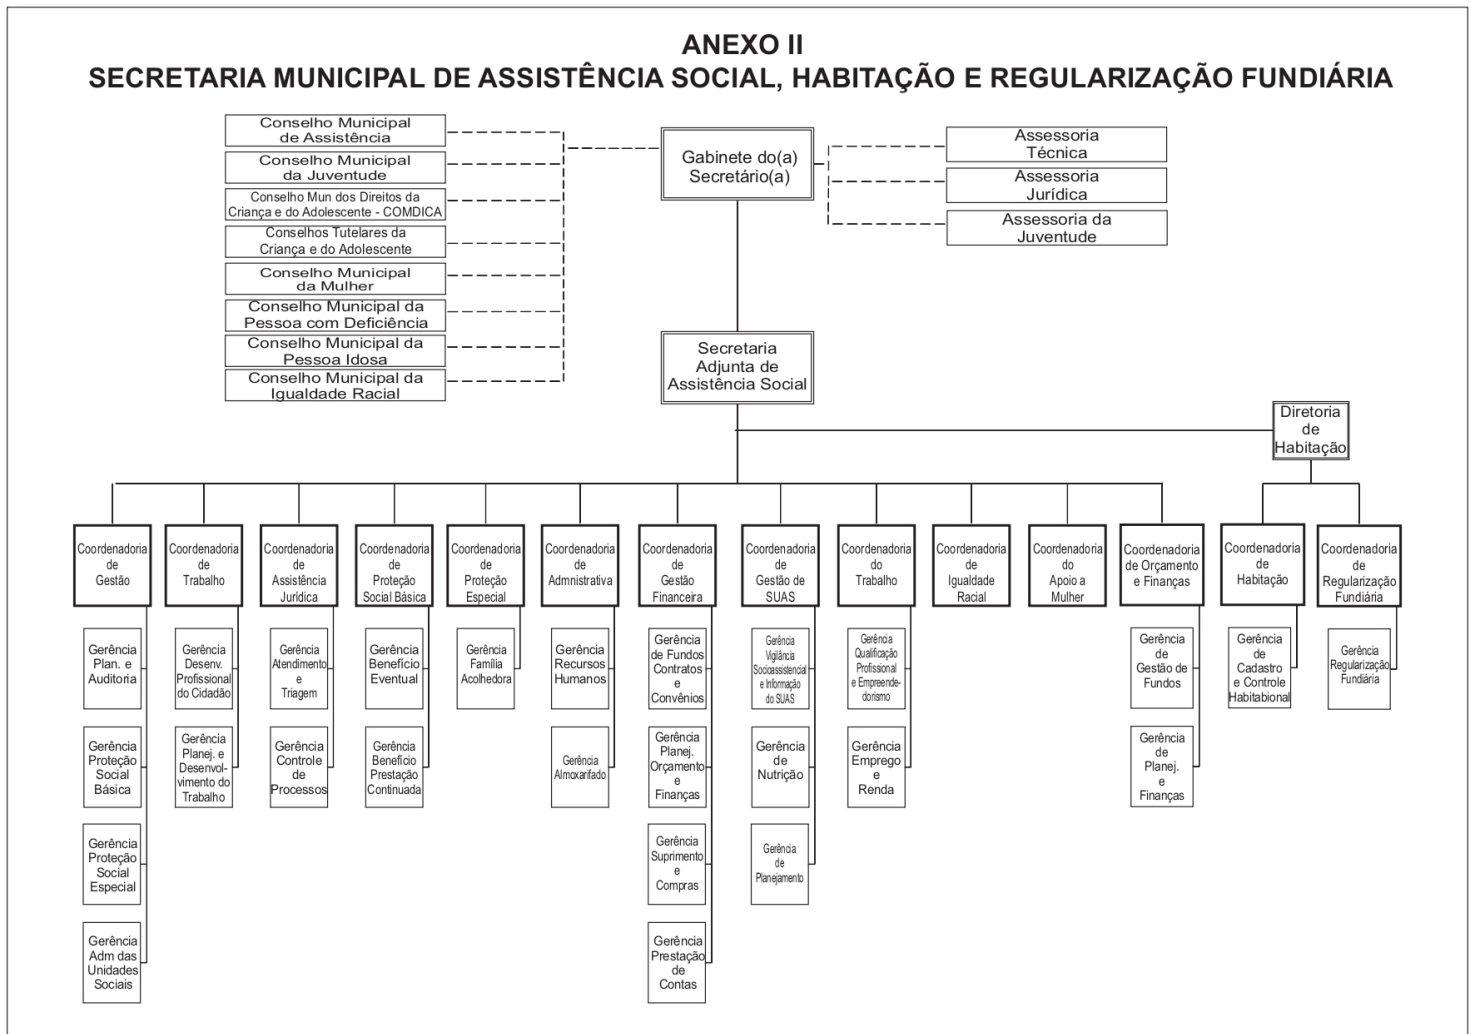 ANEXO II
SECRETARIA MUNICIPAL DE ASSISTÊNCIA SOCIAL, HABITAÇÃO E REGULARIZAÇÃO FUNDIÁRIA
Conselho Municipal
de Assistência
Conselho Municipal
da Juventude
Conselho Mun dos Direitos da
Criança e do Adolescente - COMDICA
Conselhos Tutelares da
Criança e do Adolescente
Conselho Municipal
da Mulher
Conselho Municipal da
Pessoa com Deficiência
Conselho Municipal da
Pessoa Idosa
Conselho Municipal da
Igualdade Racial
Gabinete do(a)
Secretário(a)
Assessoria
Técnica
Assessoria
Jurídica
Assessoria da
Juventude
Secretaria
Adjunta de
Assistência Social
Diretoria
de
Habitação
Coordenadoria
de
Gestão
Coordenadoria
de
Trabalho
Coordenadoria
de
Assistência
Jurídica
Coordenadoria
de
Proteção
Social Básica
Coordenadoria
de
Proteção
Especial
Coordenadoria
de
Admnistrativa
Coordenadoria
de
Gestão
Financeira
Coordenadoria
de
Gestão de
SUAS
Coordenadoria
do
Trabalho
Coordenadoria
de
Igualdade
Racial
Coordenadoria
do
Apoio a
Mulher
Coordenadoria
de Orçamento
e Finanças
Coordenadoria
de
Habitação
Coordenadoria
de
Regularização
Fundiária
Gerência
Plan. e
Auditoria
Gerência
Desenv.
Profissional
do Cidadão
Gerência
Atendimento
e
Triagem
Gerência
Benefício
Eventual
Gerência
Família
Acolhedora
Gerência
Recursos
Humanos
Gerência
de Fundos
Contratos
e
Convênios
Gerência
Vigilância
Socioassistencial
e Informação
do SUAS
Gerência
Qualificação
Profissional
e Empreende-
dorismo
Gerência
de
Gestão de
Fundos
Gerência
de
Cadastro
e Controle
Habitabional
Gerência
Regularização
Fundiária
Gerência
Proteção
Social
Básica
Gerência
Planej. e
Desenvol-
vimento do
Trabalho
Gerência
Controle
de
Processos
Gerência
Benefício
Prestação
Continuada
Gerência
Almoxarifado
Gerência
Planej.
Orçamento
e
Finanças
Gerência
de
Nutrição
Gerência
Emprego
e
Renda
Gerência
de
Planej.
e
Finanças
Gerência
Proteção
Social
Especial
Gerência
Suprimento
e
Compras
Gerência
de
Planejamento
Gerência
Adm das
Unidades
Sociais
Gerência
Prestação
de
Contas